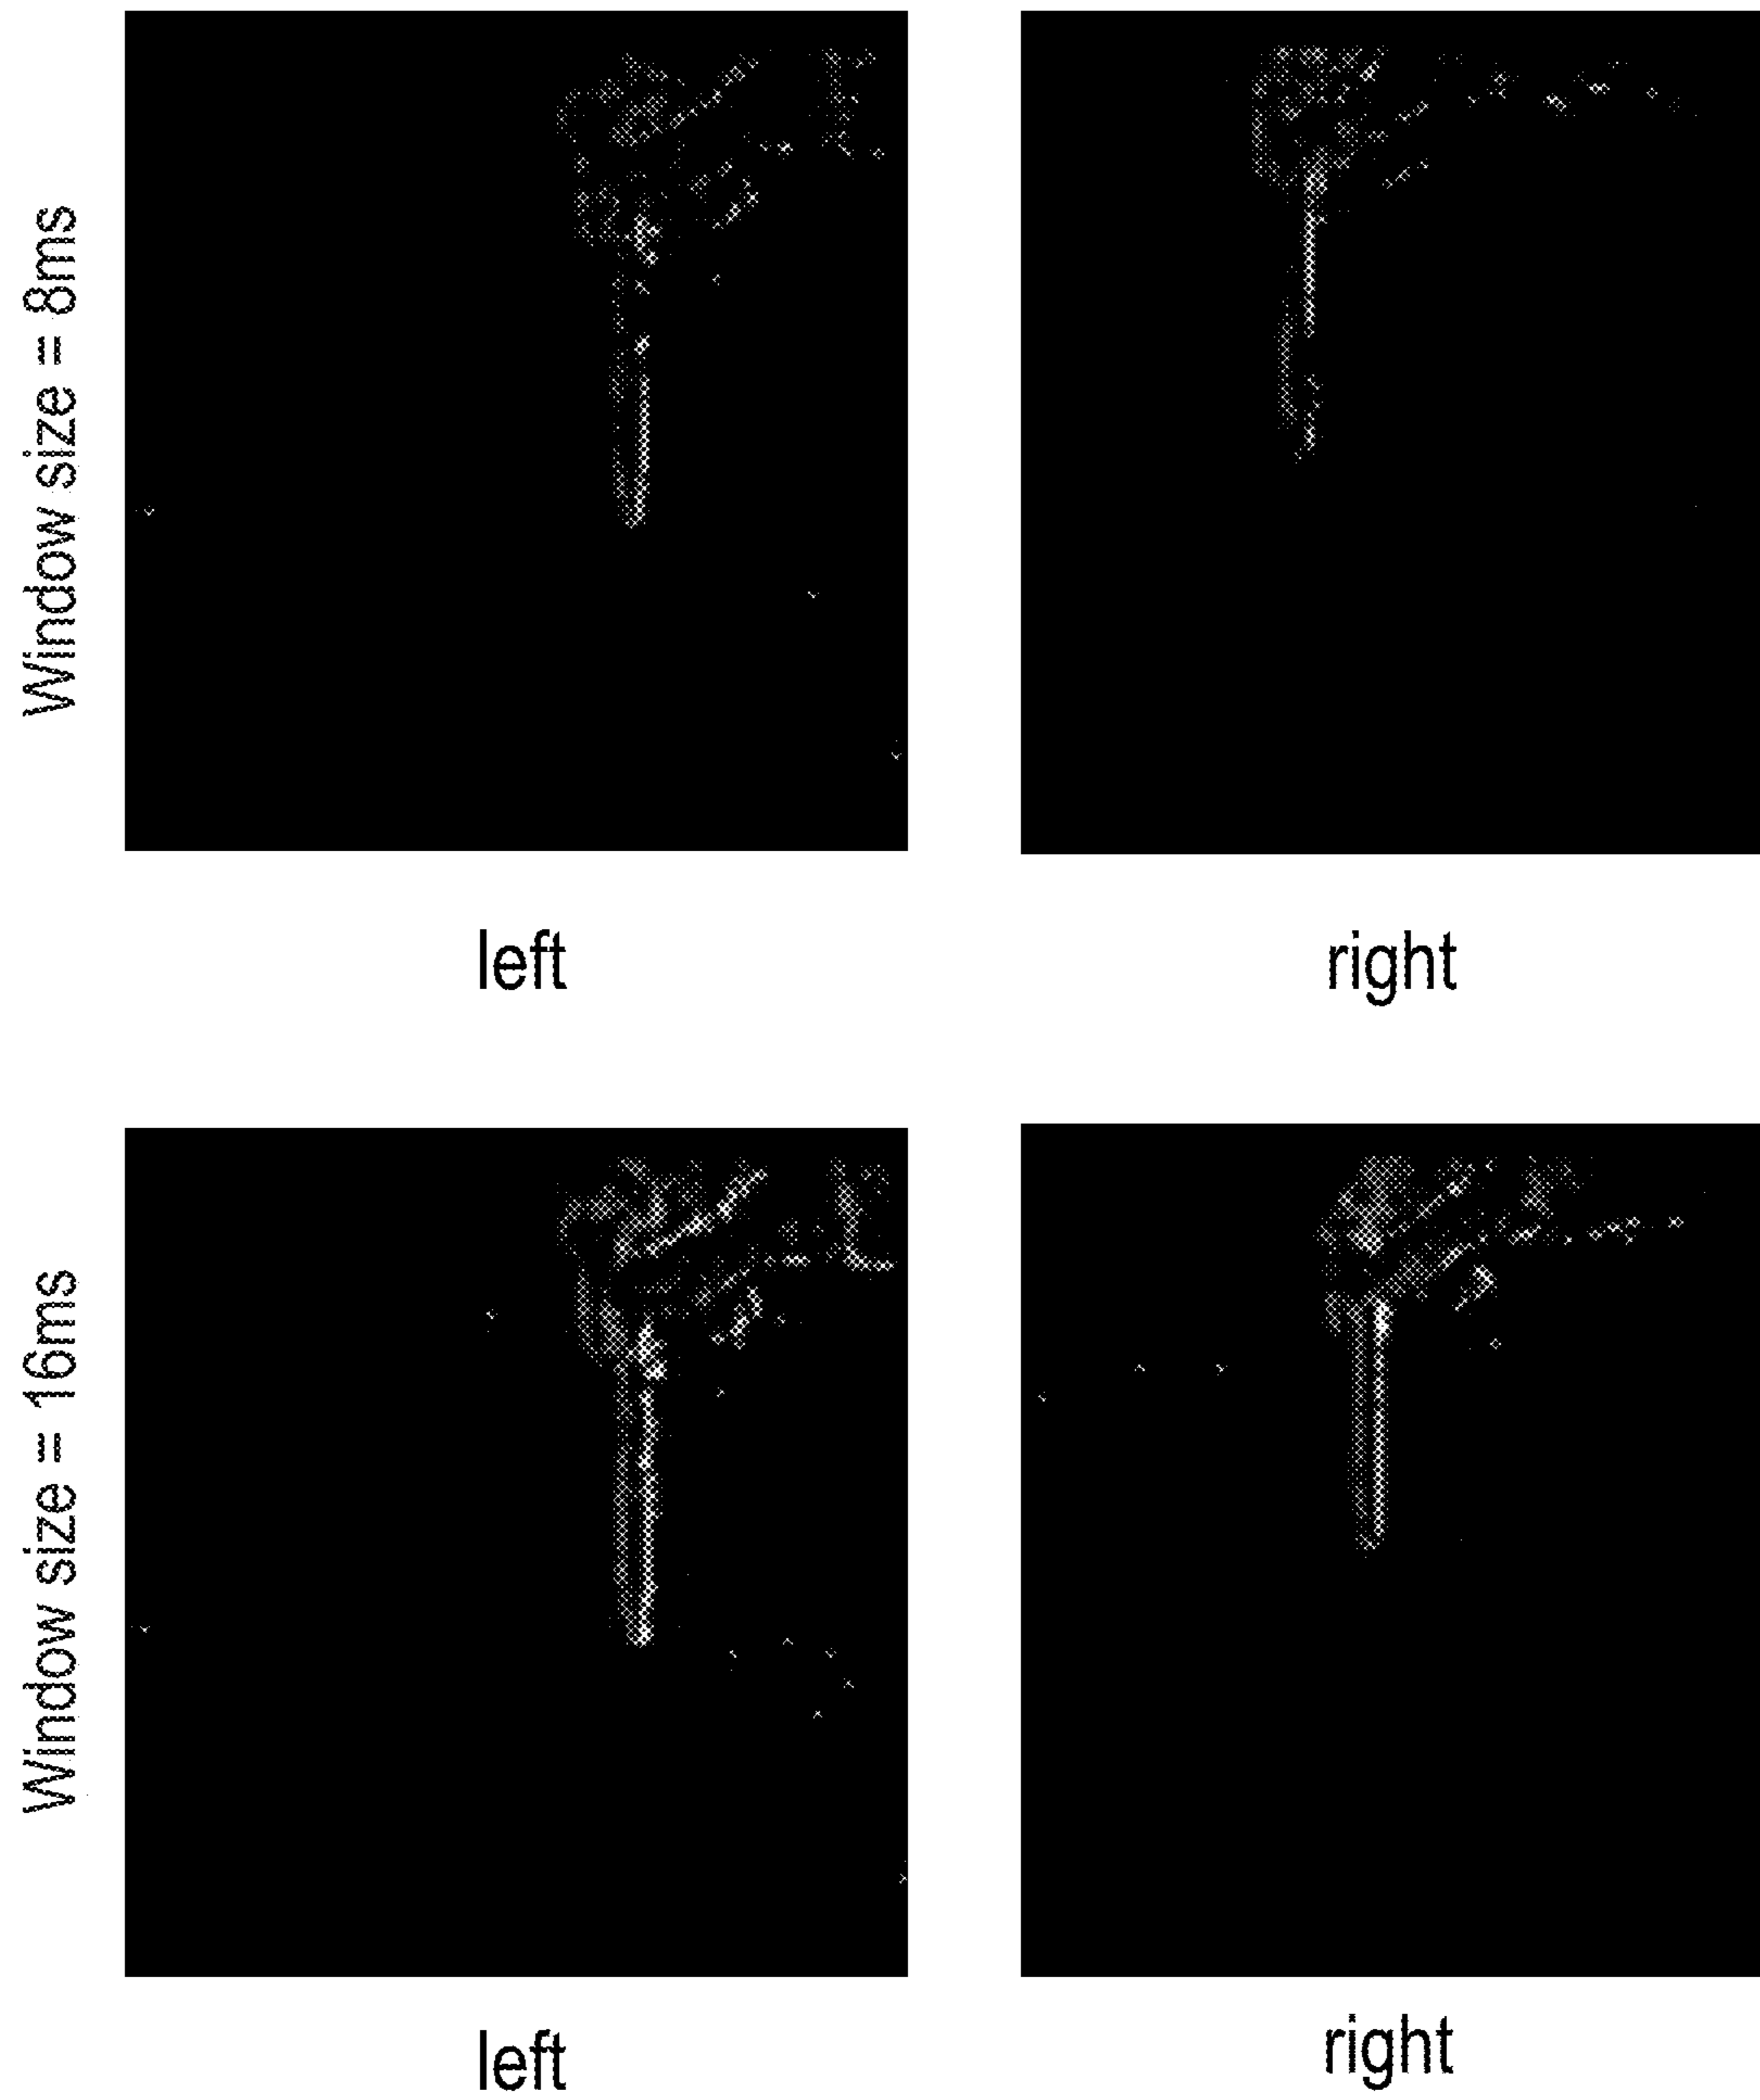 Window size = 8ms
left
right
Window size = 16ms
left
right